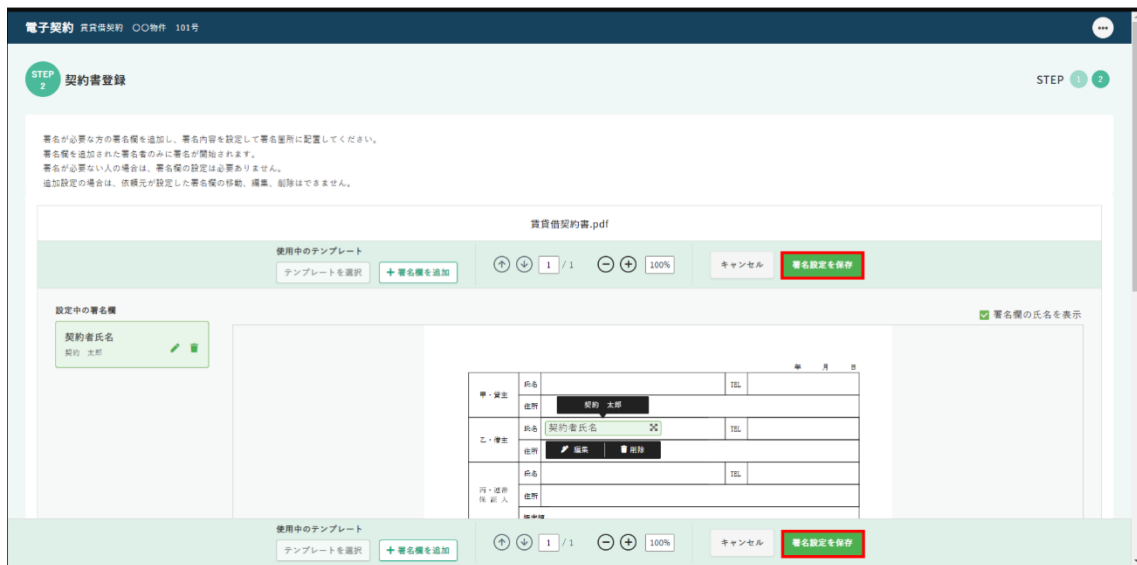 電子契約 賃貸借契約 〇〇物件 101号
STEP 2 契約書登録
STEP 1 2
署名が必要な方の署名欄を追加し、署名内容を設定して署名箇所に配置してください。
署名欄を追加された署名者のみに署名が開始されます。
署名が必要ない人の場合は、署名欄の設定は必要ありません。
追加設定の場合は、依頼元が設定した署名欄の移動、編集、削除はできません。
賃貸借契約書.pdf
使用中のテンプレート
テンプレートを選択 +署名欄を追加 1 / 1 100% キャンセル 署名設定を保存
設定中の署名欄
署名欄の氏名を表示
契約者氏名
契約 太郎
年 月 日
甲・貸主 氏名 TEL
住所 契約 太郎
乙・借主 氏名 契約者氏名 TEL
住所 編集 削除
丙・連帯保証人 氏名 TEL
住所
使用中のテンプレート
テンプレートを選択 +署名欄を追加 1 / 1 100% キャンセル 署名設定を保存